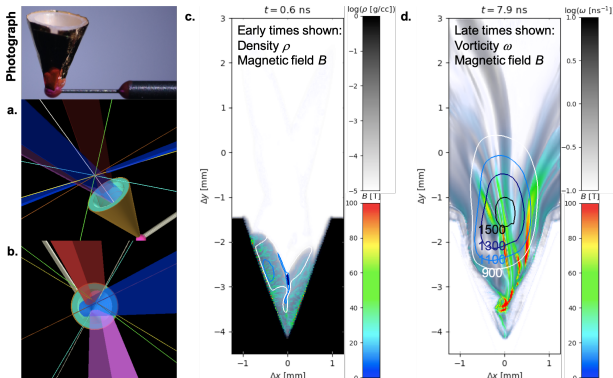 Photograph
a.
b.
c.
t = 0.6 ns
Early times shown:
Density ρ
Magnetic field B
Δy [mm]
3
2
1
0
−1
−2
−3
−4
−1
0
1
Δx [mm]
log(ρ [g/cc])
0
−1
−2
−3
−4
−5
B [T]
100
80
60
40
20
0
d.
t = 7.9 ns
Late times shown:
Vorticity ω
Magnetic field B
1500
1300
1100
900
Δy [mm]
3
2
1
0
−1
−2
−3
−4
−1
0
1
Δx [mm]
log(ω [ns⁻¹])
1.0
0.5
0.0
−0.5
−1.0
B [T]
100
80
60
40
20
0